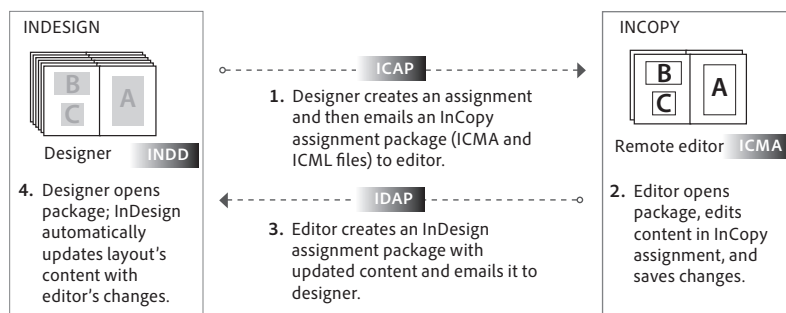 INDESIGN
B
C
A
Designer
INDD
4. Designer opens
package; InDesign
automatically
updates layout’s
content with
editor’s changes.
ICAP
1. Designer creates an assignment
and then emails an InCopy
assignment package (ICMA and
ICML files) to editor.
IDAP
3. Editor creates an InDesign
assignment package with
updated content and emails it to
designer.
INCOPY
B
C
A
Remote editor
ICMA
2. Editor opens
package, edits
content in InCopy
assignment, and
saves changes.